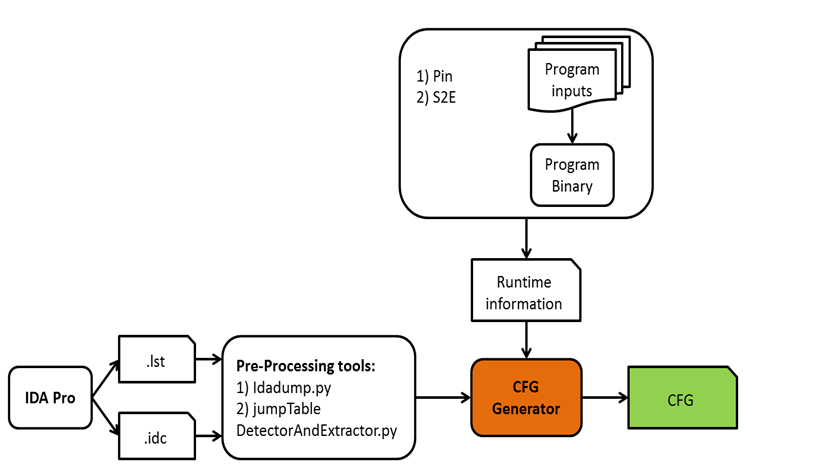 1) Pin
2) S2E
Program
inputs
Program
Binary
Runtime
information
IDA Pro
.lst
.idc
Pre-Processing tools:
1) Idadump.py
2) jumpTable
DetectorAndExtractor.py
CFG
Generator
CFG